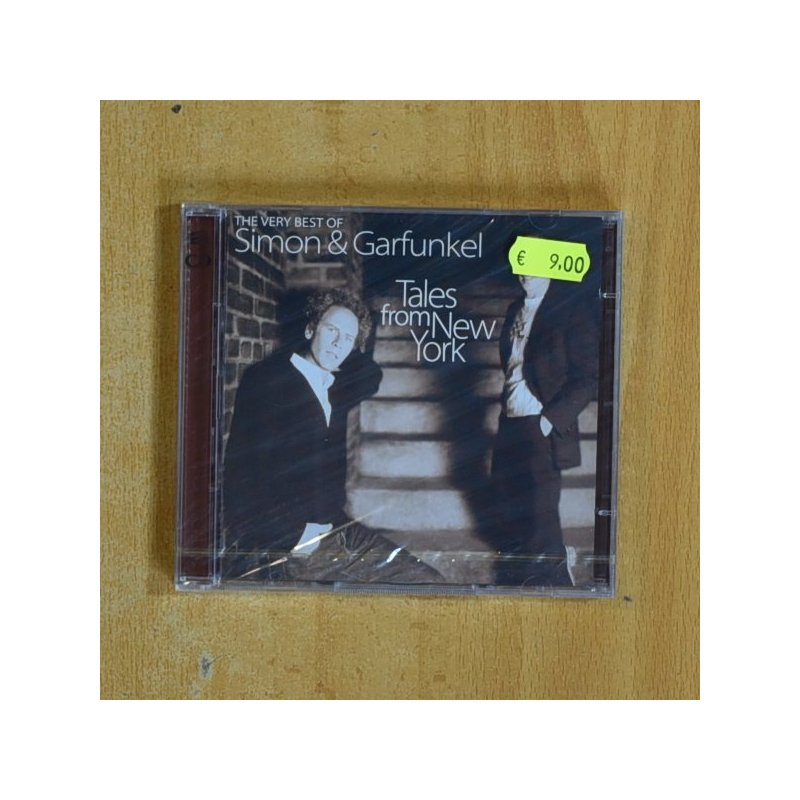 THE VERY BEST OF
Simon & Garfunkel
€ 9,00
Tales
from New
York